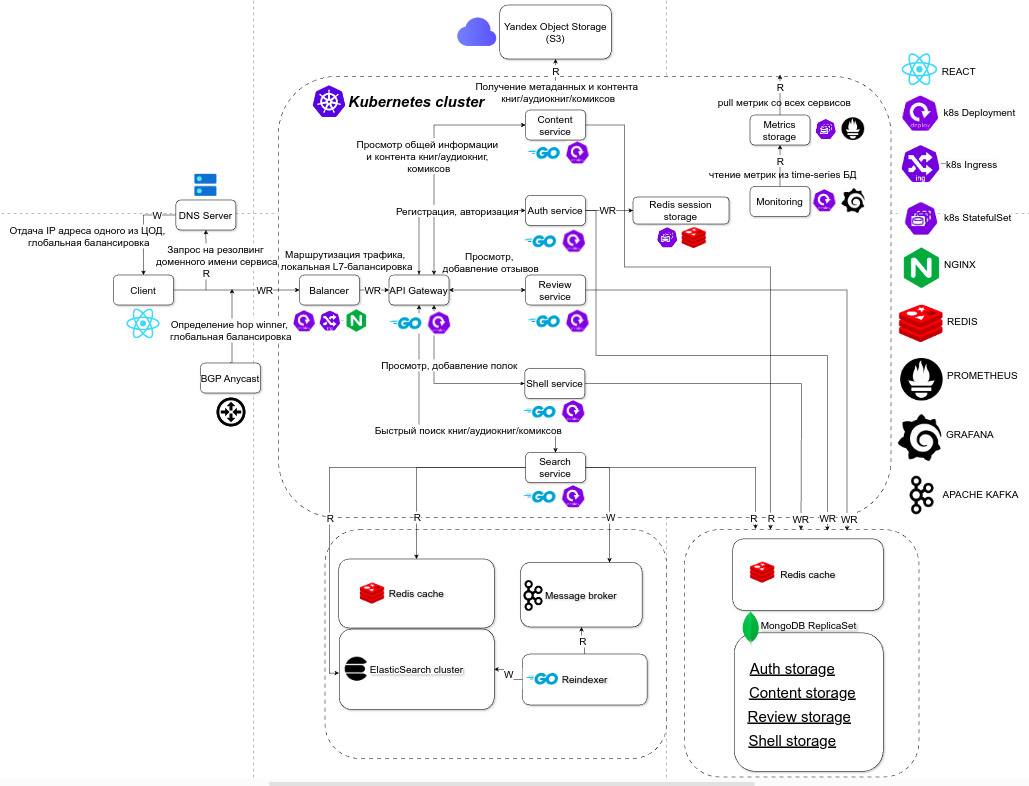 Yandex Object Storage
(S3)
R
Получение метаданных и контента
книг/аудиокниг/комиксов
Kubernetes cluster
Content
service
Просмотр общей информации
и контента книг/аудиокниг,
комиксов
GO
R
pull метрик со всех сервисов
Metrics
storage
R
чтение метрик из time-series БД
Monitoring
Регистрация, авторизация
Auth service
WR
Redis session
storage
GO
W
DNS Server
Отдача IP адреса одного из ЦОД,
глобальная балансировка
Запрос на резолвинг
доменного имени сервиса
R
Client
WR
Маршрутизация трафика,
локальная L7-балансировка
Balancer
ing
WR
API Gateway
GO
Просмотр,
добавление отзывов
Review
service
GO
Определение hop winner,
глобальная балансировка
BGP Anycast
Просмотр, добавление полок
Shell service
GO
Быстрый поиск книг/аудиокниг/комиксов
Search
service
GO
R
R
W
R
R
WR
WR
WR
Redis cache
ElasticSearch cluster
Message broker
R
W
GO
Reindexer
Redis cache
MongoDB ReplicaSet
Auth storage
Content storage
Review storage
Shell storage
REACT
deploy
k8s Deployment
ing
k8s Ingress
k8s StatefulSet
NGINX
REDIS
PROMETHEUS
GRAFANA
APACHE KAFKA